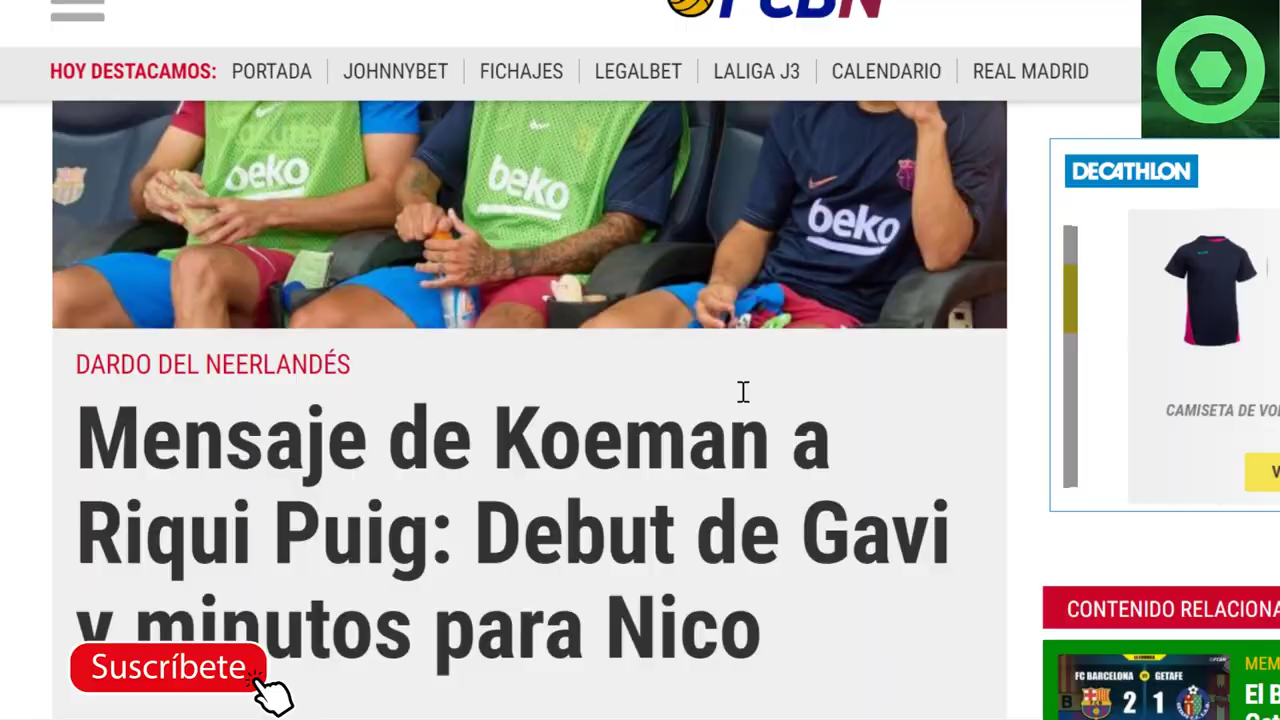 FCBN
HOY DESTACAMOS: PORTADA JOHNNYBET FICHAJES LEGALBET LALIGA J3 CALENDARIO REAL MADRID
beko
beko
beko
DECATHLON
CAMISETA DE VO
DARDO DEL NEERLANDÉS
Mensaje de Koeman a
Riqui Puig: Debut de Gavi
y minutos para Nico
Suscríbete
CONTENIDO RELACIONA
FC BARCELONA GETAFE
2 1
MEM
El B